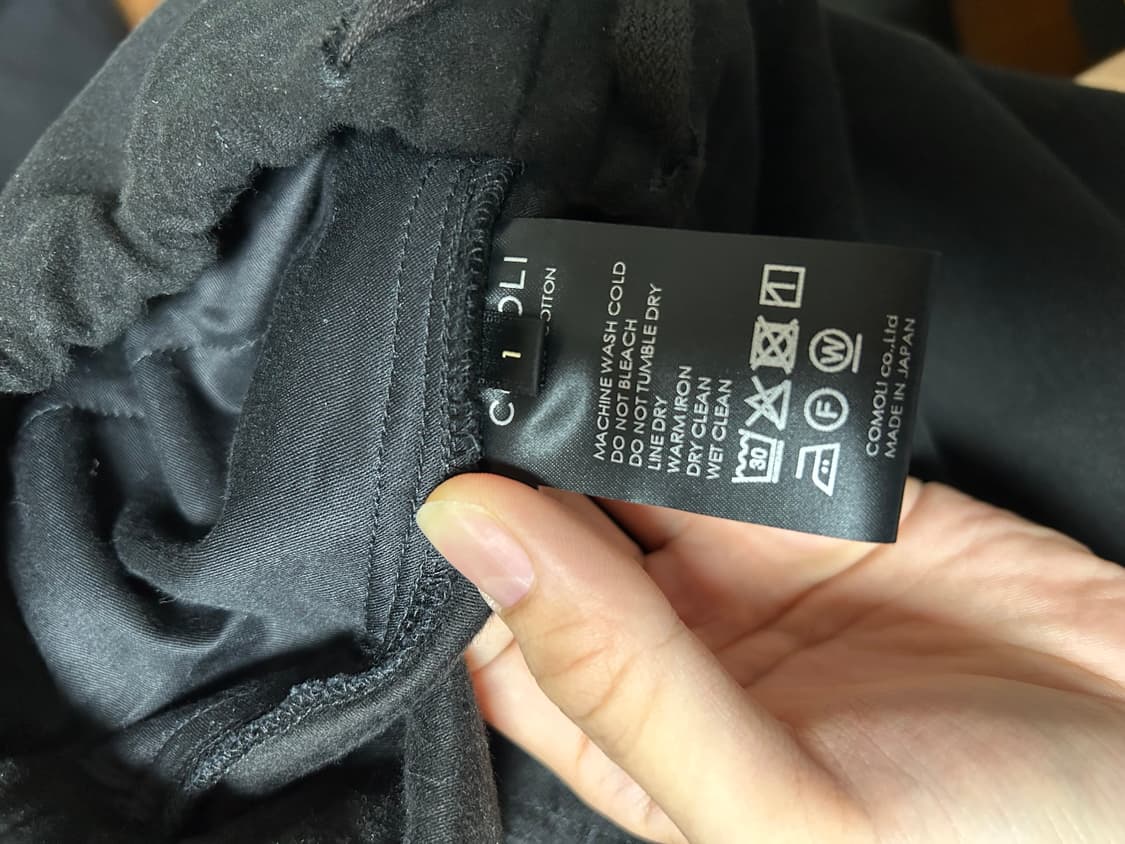 1
MACHINE WASH COLD
DO NOT BLEACH
DO NOT TUMBLE DRY
LINE DRY
WARM IRON
DRY CLEAN
WET CLEAN
30
F W
COMOLI co.,Ltd
MADE IN JAPAN